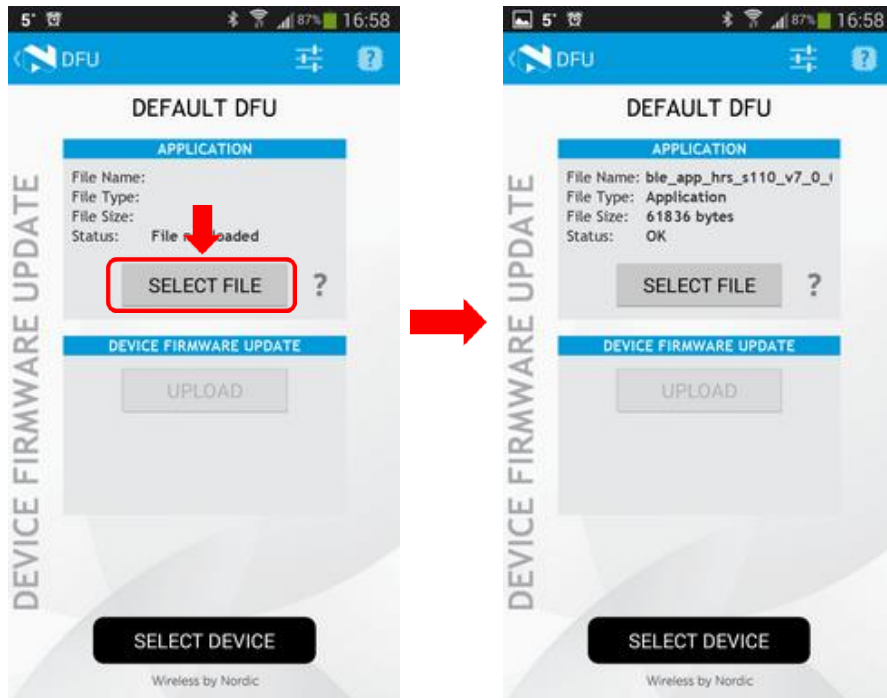 5° 87% 16:58
DFU ?
DEFAULT DFU
APPLICATION
File Name:
File Type:
File Size:
Status: File loaded
SELECT FILE ?
DEVICE FIRMWARE UPDATE
UPLOAD
DEVICE FIRMWARE UPDATE
SELECT DEVICE
Wireless by Nordic
5° 87% 16:58
DFU ?
DEFAULT DFU
APPLICATION
File Name: ble_app_hrs_s110_v7_0_
File Type: Application
File Size: 61836 bytes
Status: OK
SELECT FILE ?
DEVICE FIRMWARE UPDATE
UPLOAD
DEVICE FIRMWARE UPDATE
SELECT DEVICE
Wireless by Nordic